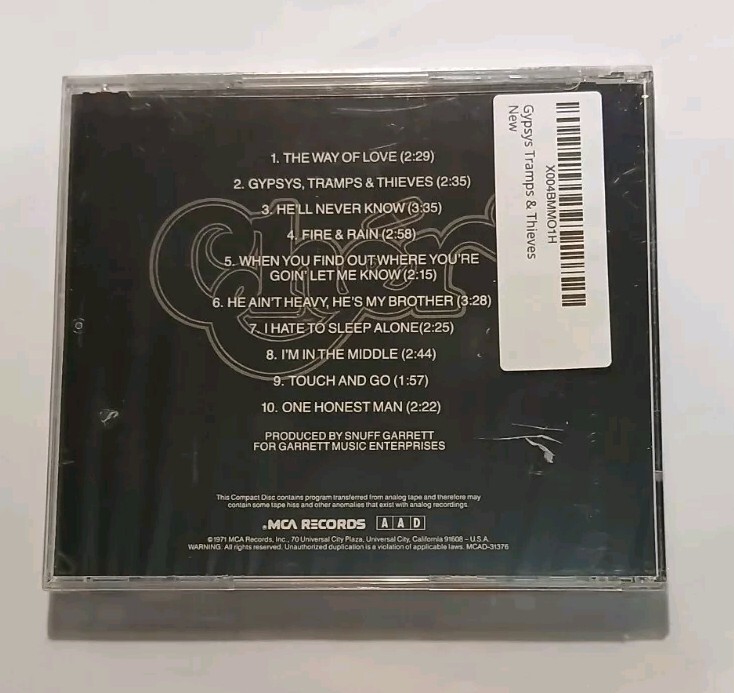 Cher
1. THE WAY OF LOVE (2:29)
2. GYPSYS, TRAMPS & THIEVES (2:35)
3. HE'LL NEVER KNOW (3:35)
4. FIRE & RAIN (2:58)
5. WHEN YOU FIND OUT WHERE YOU'RE
GOIN' LET ME KNOW (2:15)
6. HE AIN'T HEAVY, HE'S MY BROTHER (3:28)
7. I HATE TO SLEEP ALONE (2:25)
8. I'M IN THE MIDDLE (2:44)
9. TOUCH AND GO (1:57)
10. ONE HONEST MAN (2:22)
PRODUCED BY SNUFF GARRETT
FOR GARRETT MUSIC ENTERPRISES
This Compact Disc contains program transferred from analog tape and therefore may
contain some tape hiss and other anomalies that exist with analog recordings.
MCA RECORDS AAD
©1971 MCA Records, Inc., 70 Universal City Plaza, Universal City, California 91608 – U.S.A.
WARNING: All rights reserved. Unauthorized duplication is a violation of applicable laws. MCAD-31376
X004BMMO1H
Gypsys Tramps & Thieves
New